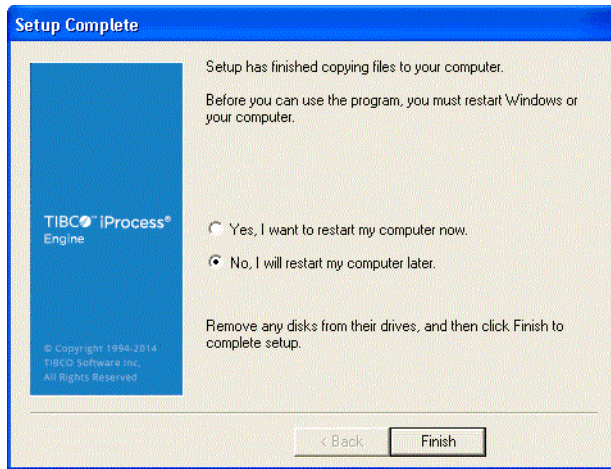 Setup Complete
Setup has finished copying files to your computer.
Before you can use the program, you must restart Windows or
your computer.
TIBCO™ iProcess®
Engine
Yes, I want to restart my computer now.
No, I will restart my computer later.
Remove any disks from their drives, and then click Finish to
complete setup.
© Copyright 1994-2014
TIBCO Software Inc,
All Rights Reserved
< Back
Finish